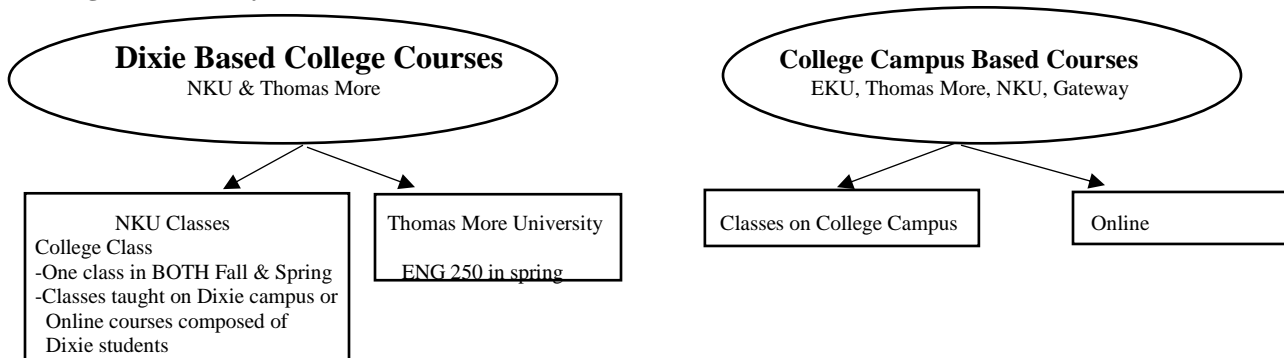 Dixie Based College Courses
NKU & Thomas More
NKU Classes
College Class
-One class in BOTH Fall & Spring
-Classes taught on Dixie campus or
Online courses composed of
Dixie students
Thomas More University
ENG 250 in spring
College Campus Based Courses
EKU, Thomas More, NKU, Gateway
Classes on College Campus
Online